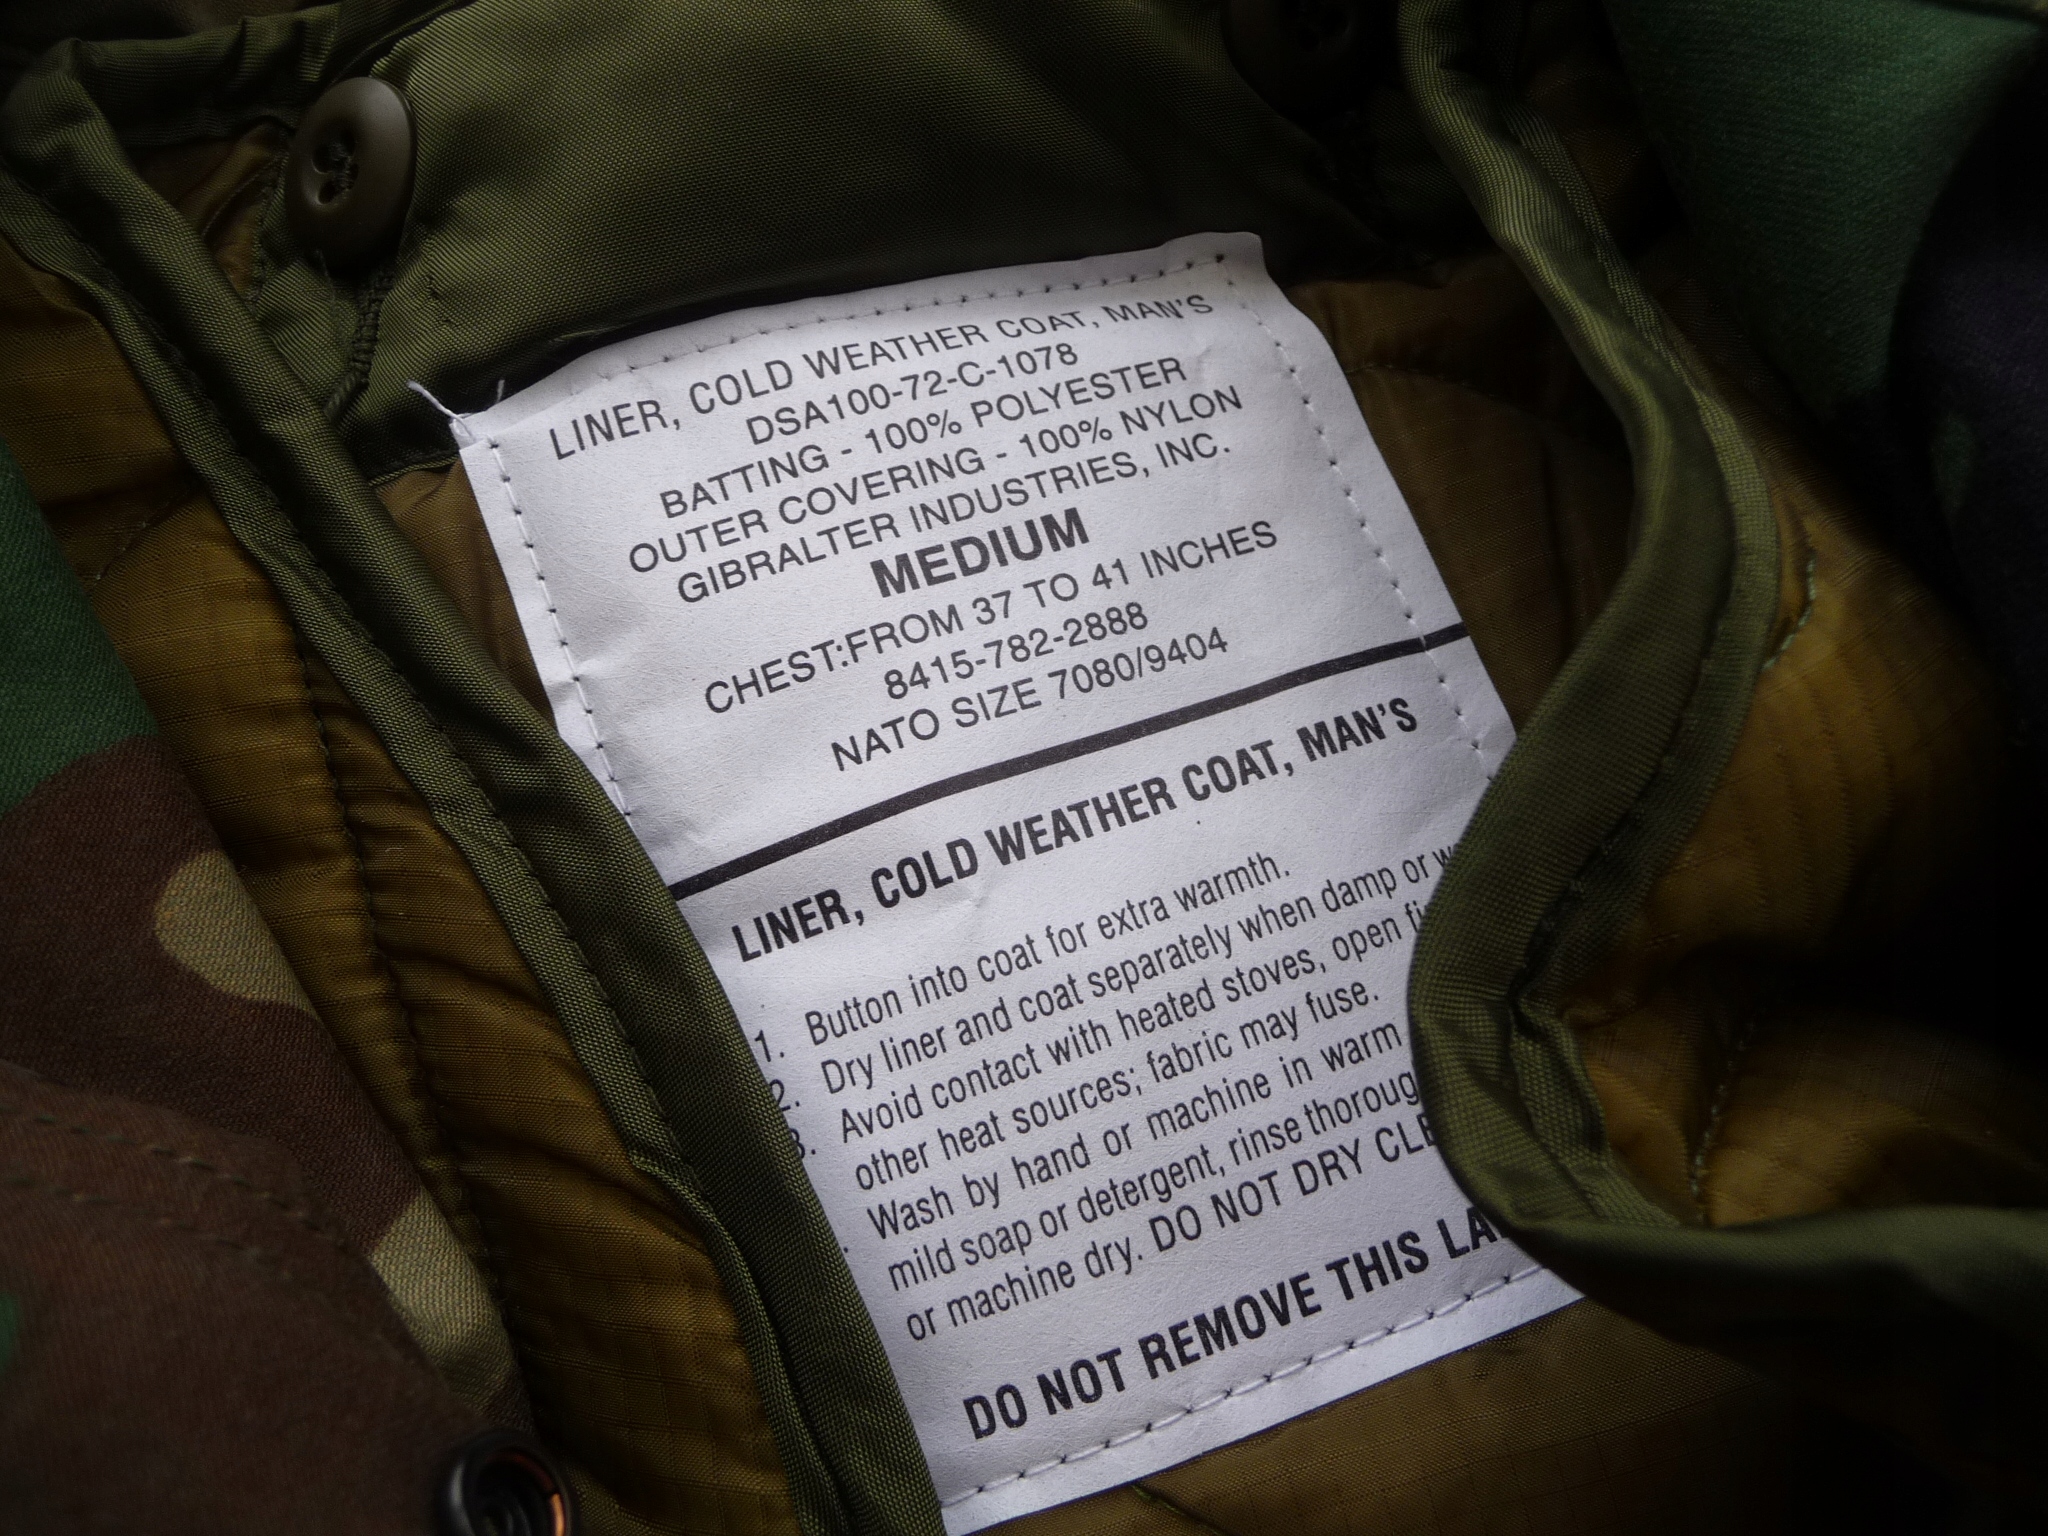 LINER, COLD WEATHER COAT, MAN'S
DSA100-72-C-1078
BATTING - 100% POLYESTER
OUTER COVERING - 100% NYLON
GIBRALTER INDUSTRIES, INC.
MEDIUM
CHEST:FROM 37 TO 41 INCHES
8415-782-2888
NATO SIZE 7080/9404
LINER, COLD WEATHER COAT, MAN'S
1. Button into coat for extra warmth.
2. Dry liner and coat separately when damp or
3. Avoid contact with heated stoves, open
other heat sources; fabric may fuse.
Wash by hand or machine in warm
mild soap or detergent, rinse
or machine dry. DO NOT DRY
DO NOT REMOVE THIS